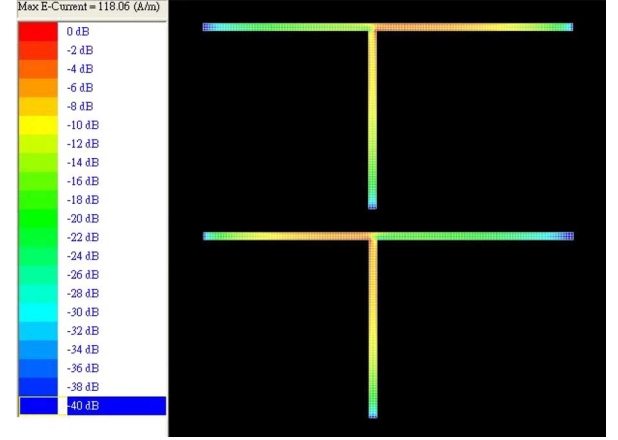 Max E-Current = 118.06 (A/m)
0 dB
-2 dB
-4 dB
-6 dB
-8 dB
-10 dB
-12 dB
-14 dB
-16 dB
-18 dB
-20 dB
-22 dB
-24 dB
-26 dB
-28 dB
-30 dB
-32 dB
-34 dB
-36 dB
-38 dB
-40 dB